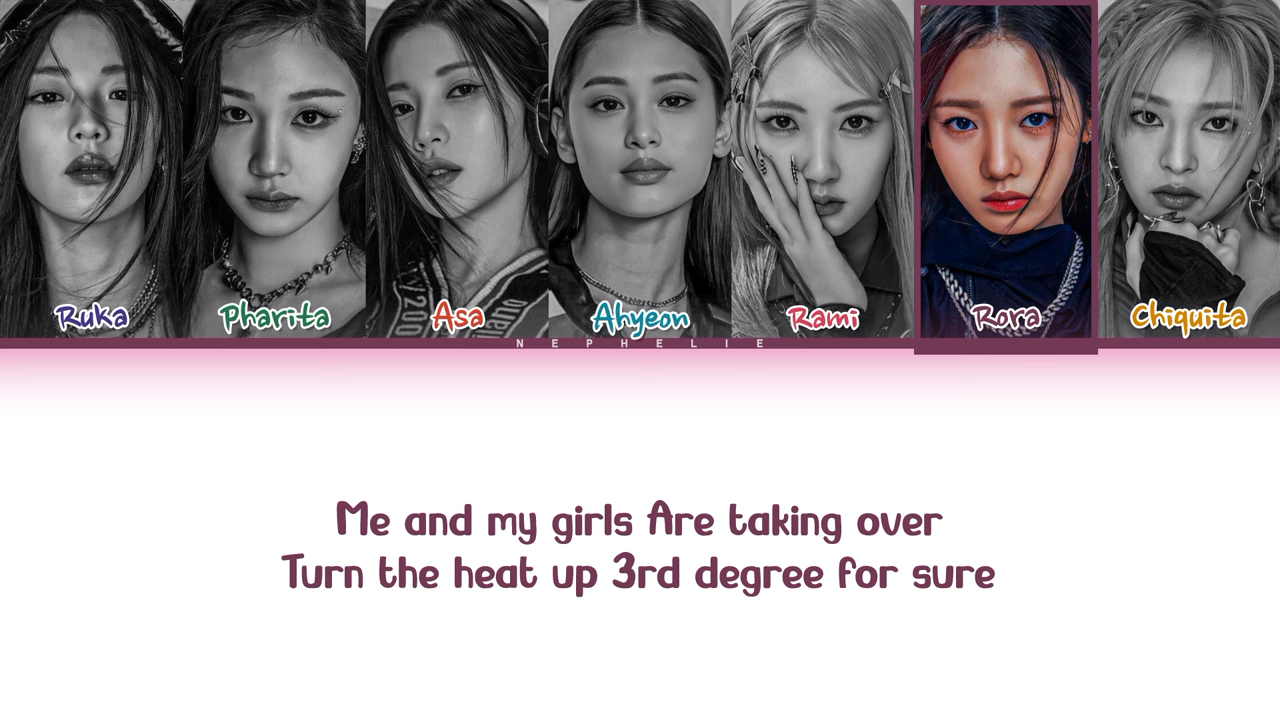 Ruka Pharita Asa Ahyeon Rami Rora Chiquita
NEPHELIE
Me and my girls Are taking over
Turn the heat up 3rd degree for sure